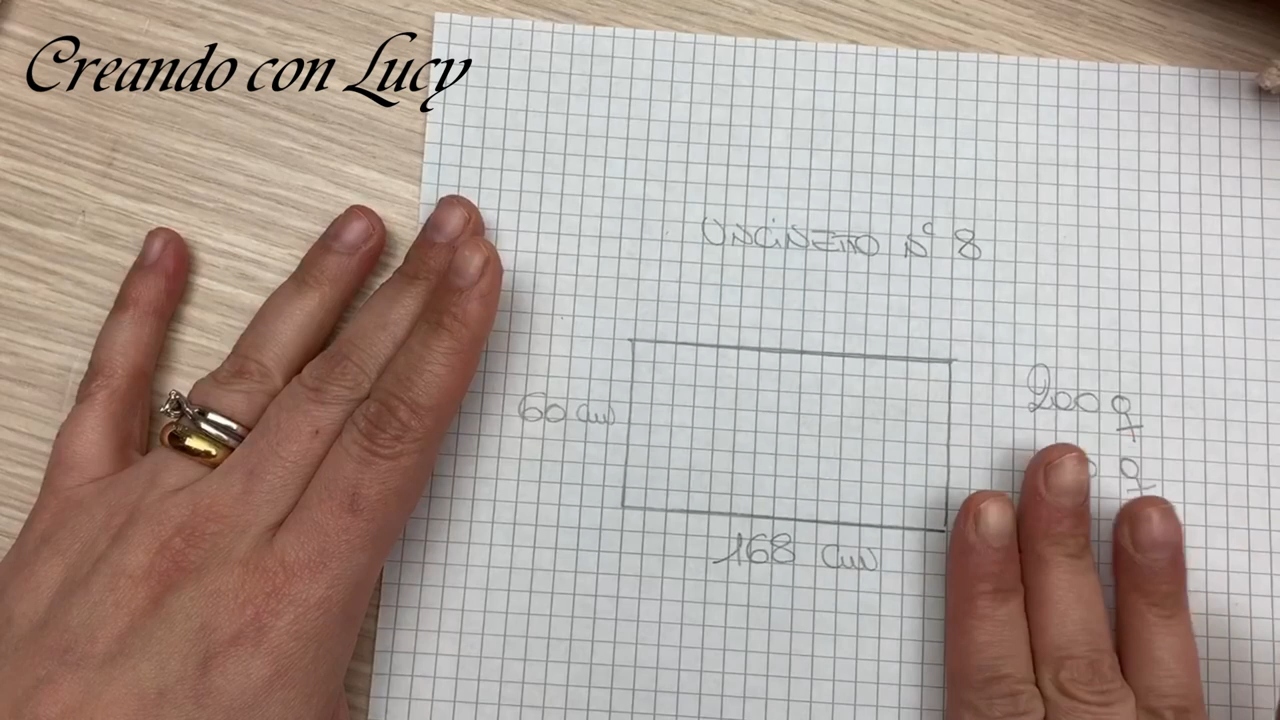 Creando con Lucy
UNCINETTO N° 8
200 g
60 cm
g
168 cm